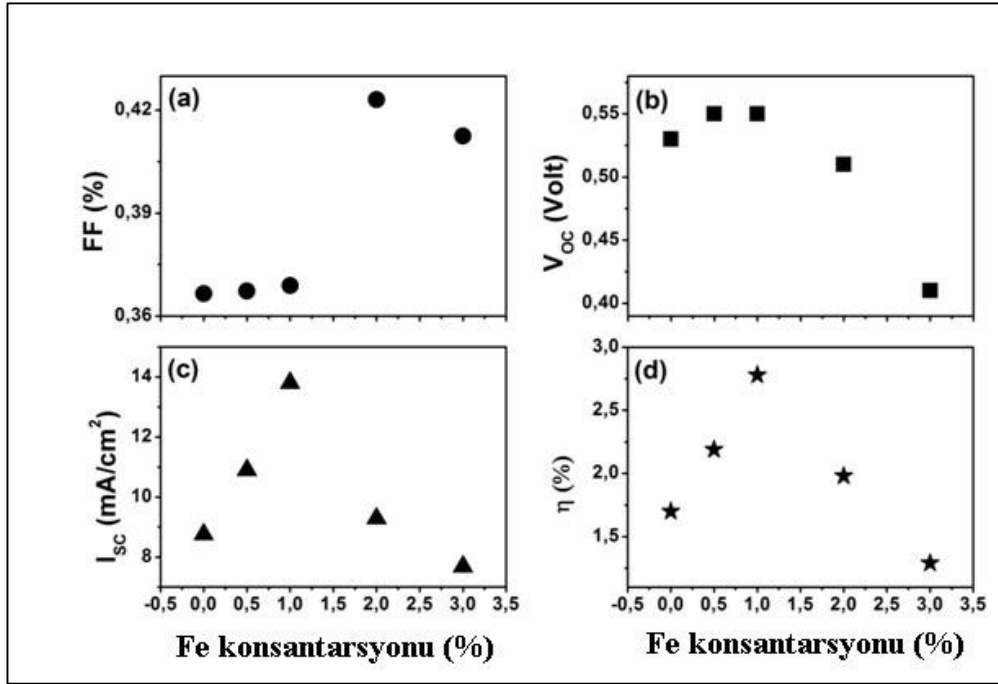 (a)
FF (%)
0,42
0,39
0,36
(b)
V_OC (Volt)
0,55
0,50
0,45
0,40
(c)
I_SC (mA/cm²)
14
12
10
8
-0,5 0,0 0,5 1,0 1,5 2,0 2,5 3,0 3,5
Fe konsantarsyonu (%)
(d)
η (%)
3,0
2,5
2,0
1,5
-0,5 0,0 0,5 1,0 1,5 2,0 2,5 3,0 3,5
Fe konsantarsyonu (%)